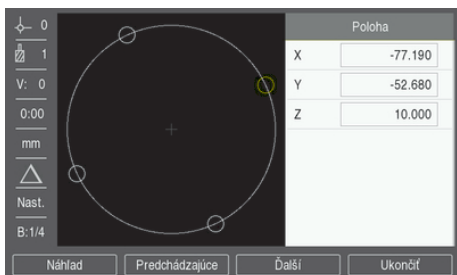 0
1
V: 0
0:00
mm
Nast.
B:1/4
Poloha
X -77.190
Y -52.680
Z 10.000
Náhľad Predchádzajúce Ďalší Ukončiť